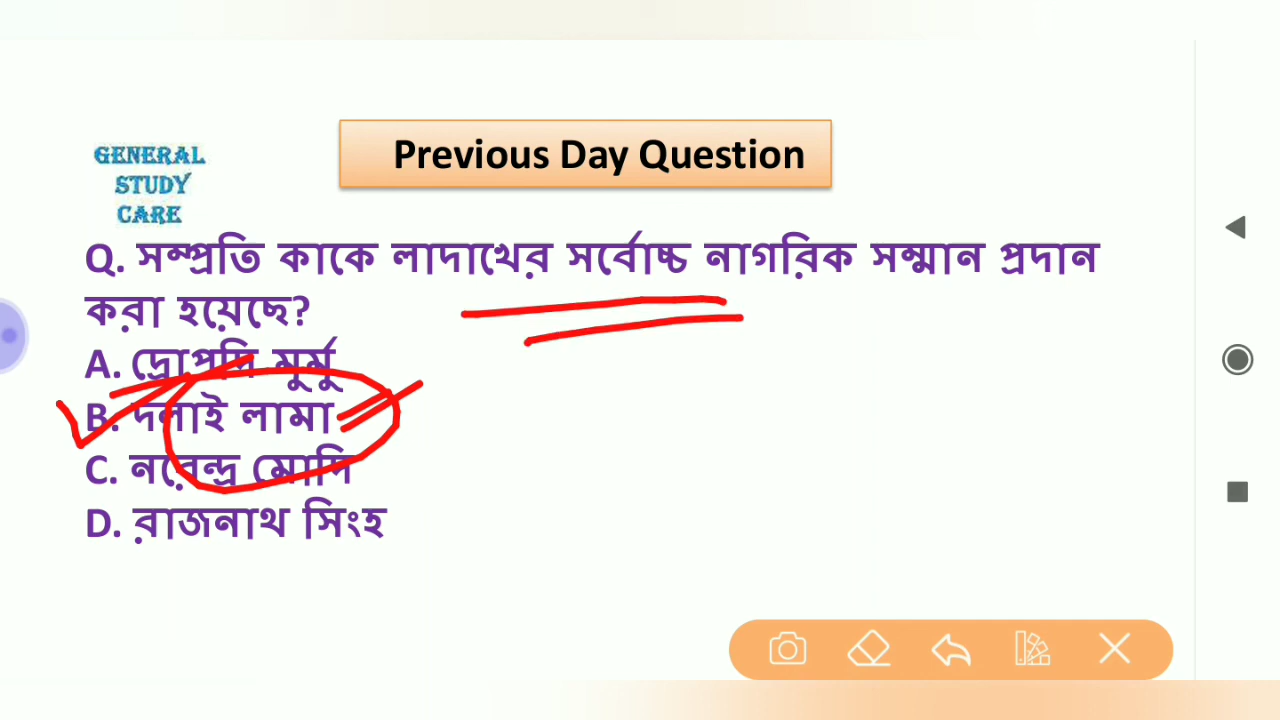 Previous Day Question
GENERAL
STUDY
CARE
Q. সম্প্রতি কাকে লাদাখের সর্বোচ্চ নাগরিক সম্মান প্রদান
করা হয়েছে?
A. দ্রোপদি মুর্মু
B. দলাই লামা
C. নরেন্দ্র মোদি
D. রাজনাথ সিংহ